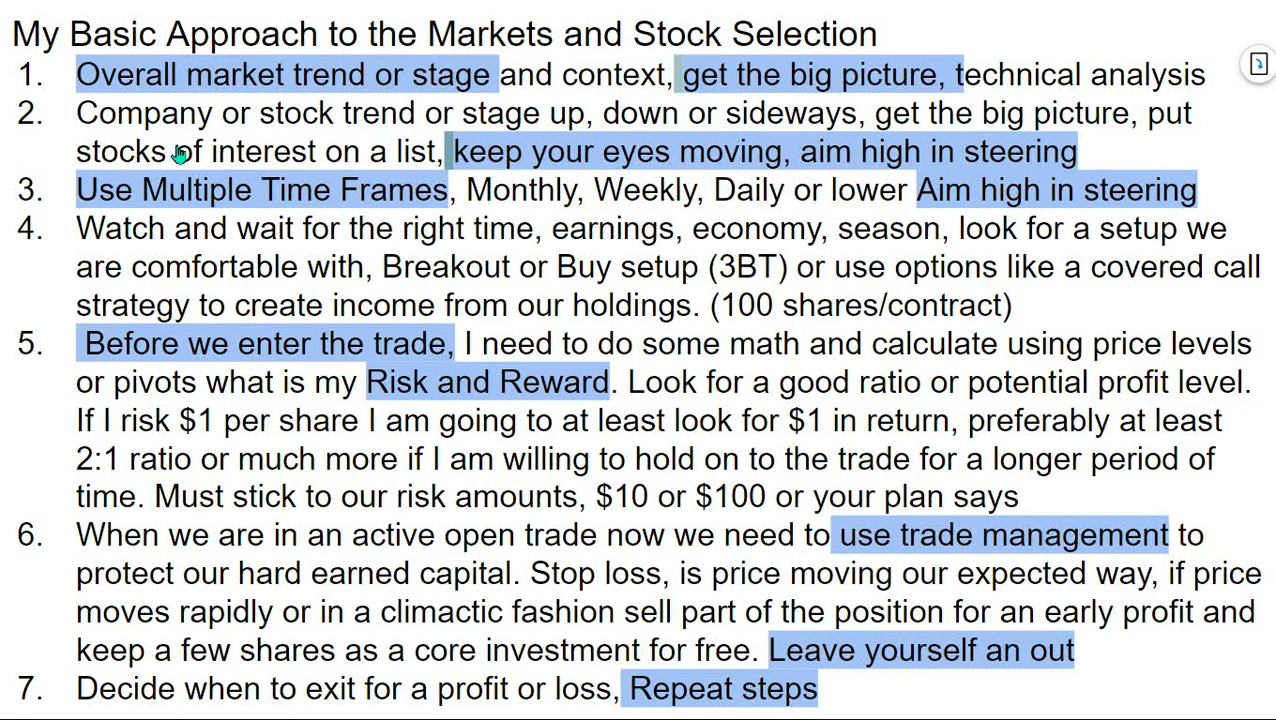 My Basic Approach to the Markets and Stock Selection
1. Overall market trend or stage and context, get the big picture, technical analysis
2. Company or stock trend or stage up, down or sideways, get the big picture, put
stocks of interest on a list, keep your eyes moving, aim high in steering
3. Use Multiple Time Frames, Monthly, Weekly, Daily or lower Aim high in steering
4. Watch and wait for the right time, earnings, economy, season, look for a setup we
are comfortable with, Breakout or Buy setup (3BT) or use options like a covered call
strategy to create income from our holdings. (100 shares/contract)
5. Before we enter the trade, I need to do some math and calculate using price levels
or pivots what is my Risk and Reward. Look for a good ratio or potential profit level.
If I risk $1 per share I am going to at least look for $1 in return, preferably at least
2:1 ratio or much more if I am willing to hold on to the trade for a longer period of
time. Must stick to our risk amounts, $10 or $100 or your plan says
6. When we are in an active open trade now we need to use trade management to
protect our hard earned capital. Stop loss, is price moving our expected way, if price
moves rapidly or in a climactic fashion sell part of the position for an early profit and
keep a few shares as a core investment for free. Leave yourself an out
7. Decide when to exit for a profit or loss, Repeat steps